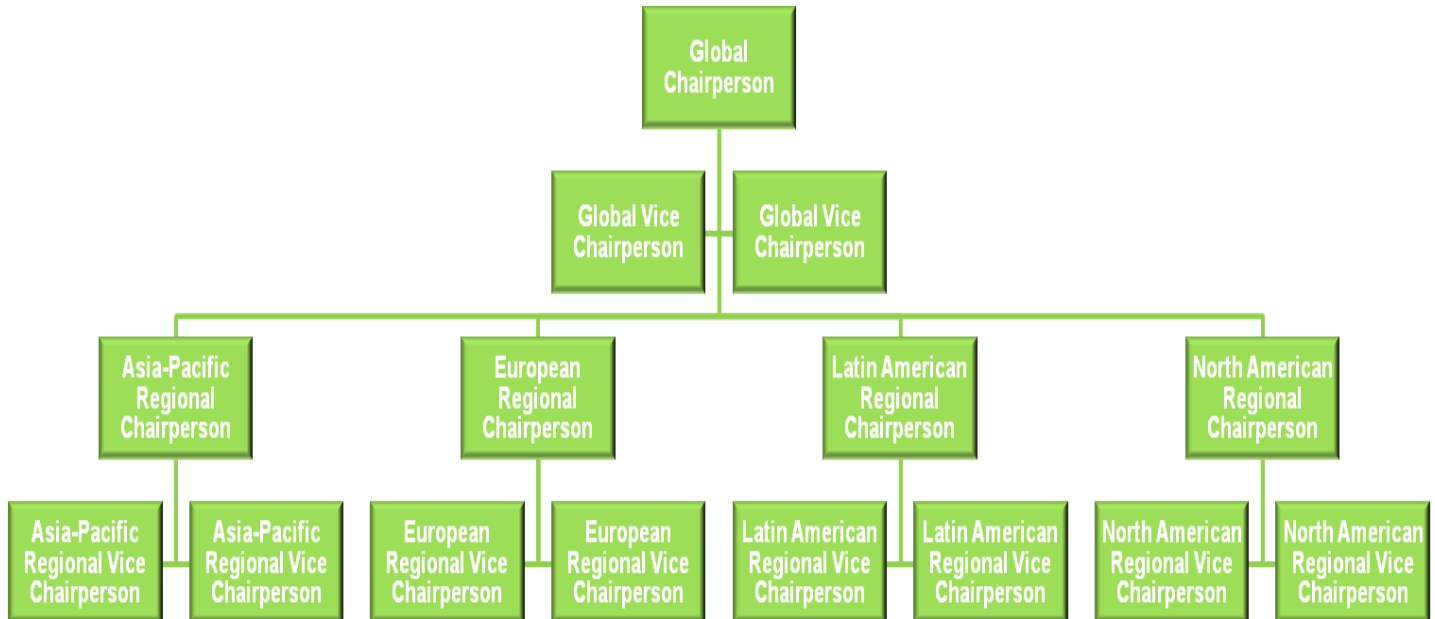 Global
Chairperson
Global Vice
Chairperson
Global Vice
Chairperson
Asia-Pacific
Regional
Chairperson
European
Regional
Chairperson
Latin American
Regional
Chairperson
North American
Regional
Chairperson
Asia-Pacific
Regional Vice
Chairperson
Asia-Pacific
Regional Vice
Chairperson
European
Regional Vice
Chairperson
European
Regional Vice
Chairperson
Latin American
Regional Vice
Chairperson
Latin American
Regional Vice
Chairperson
North American
Regional Vice
Chairperson
North American
Regional Vice
Chairperson